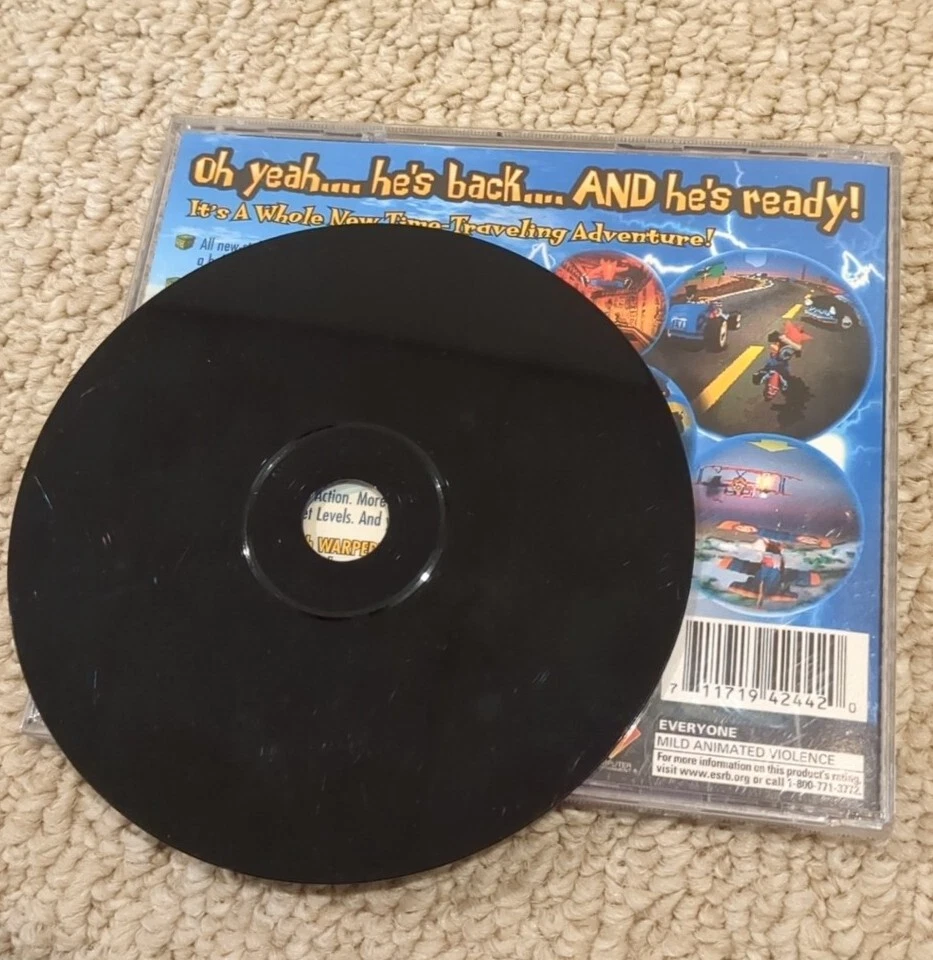 Oh yeah.... he's back.... AND he's ready!
It's A Whole New Time-Traveling Adventure!
All new
a
Action. More
Levels. And
WARPED
7 11719 42442 0
EVERYONE
MILD ANIMATED VIOLENCE
For more information on this product's rating,
visit www.esrb.org or call 1-800-771-3772.